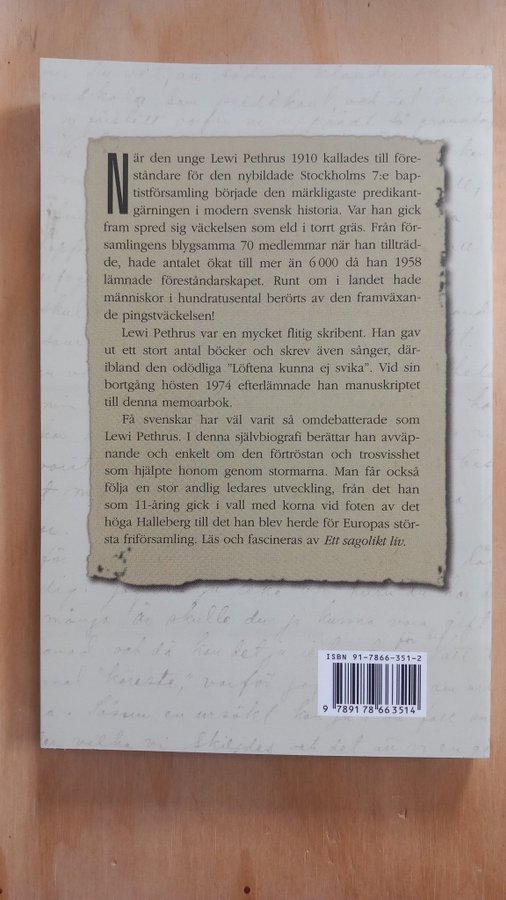 När den unge Lewi Pethrus 1910 kallades till före-
ståndare för den nybildade Stockholms 7:e bap-
tistförsamling började den märkligaste predikant-
gärningen i modern svensk historia. Var han gick
fram spred sig väckelsen som eld i torrt gräs. Från för-
samlingens blygsamma 70 medlemmar när han tillträd-
de, hade antalet ökat till mer än 6 000 då han 1958
lämnade föreståndarskapet. Runt om i landet hade
människor i hundratusental berörts av den framväxan-
de pingstväckelsen!
Lewi Pethrus var en mycket flitig skribent. Han gav
ut ett stort antal böcker och skrev även sånger, där-
ibland den odödliga ”Löftena kunna ej svika”. Vid sin
bortgång hösten 1974 efterlämnade han manuskriptet
till denna memoarbok.
Få svenskar har väl varit så omdebatterade som
Lewi Pethrus. I denna självbiografi berättar han avväp-
nande och enkelt om den förtröstan och trosvisshet
som hjälpte honom genom stormarna. Man får också
följa en stor andlig ledares utveckling, från det han
som 11-åring gick i vall med korna vid foten av det
höga Halleberg till det han blev herde för Europas stör-
sta friförsamling. Läs och fascineras av Ett sagolikt liv.
ISBN 91-7866-351-2
9 789178 663514